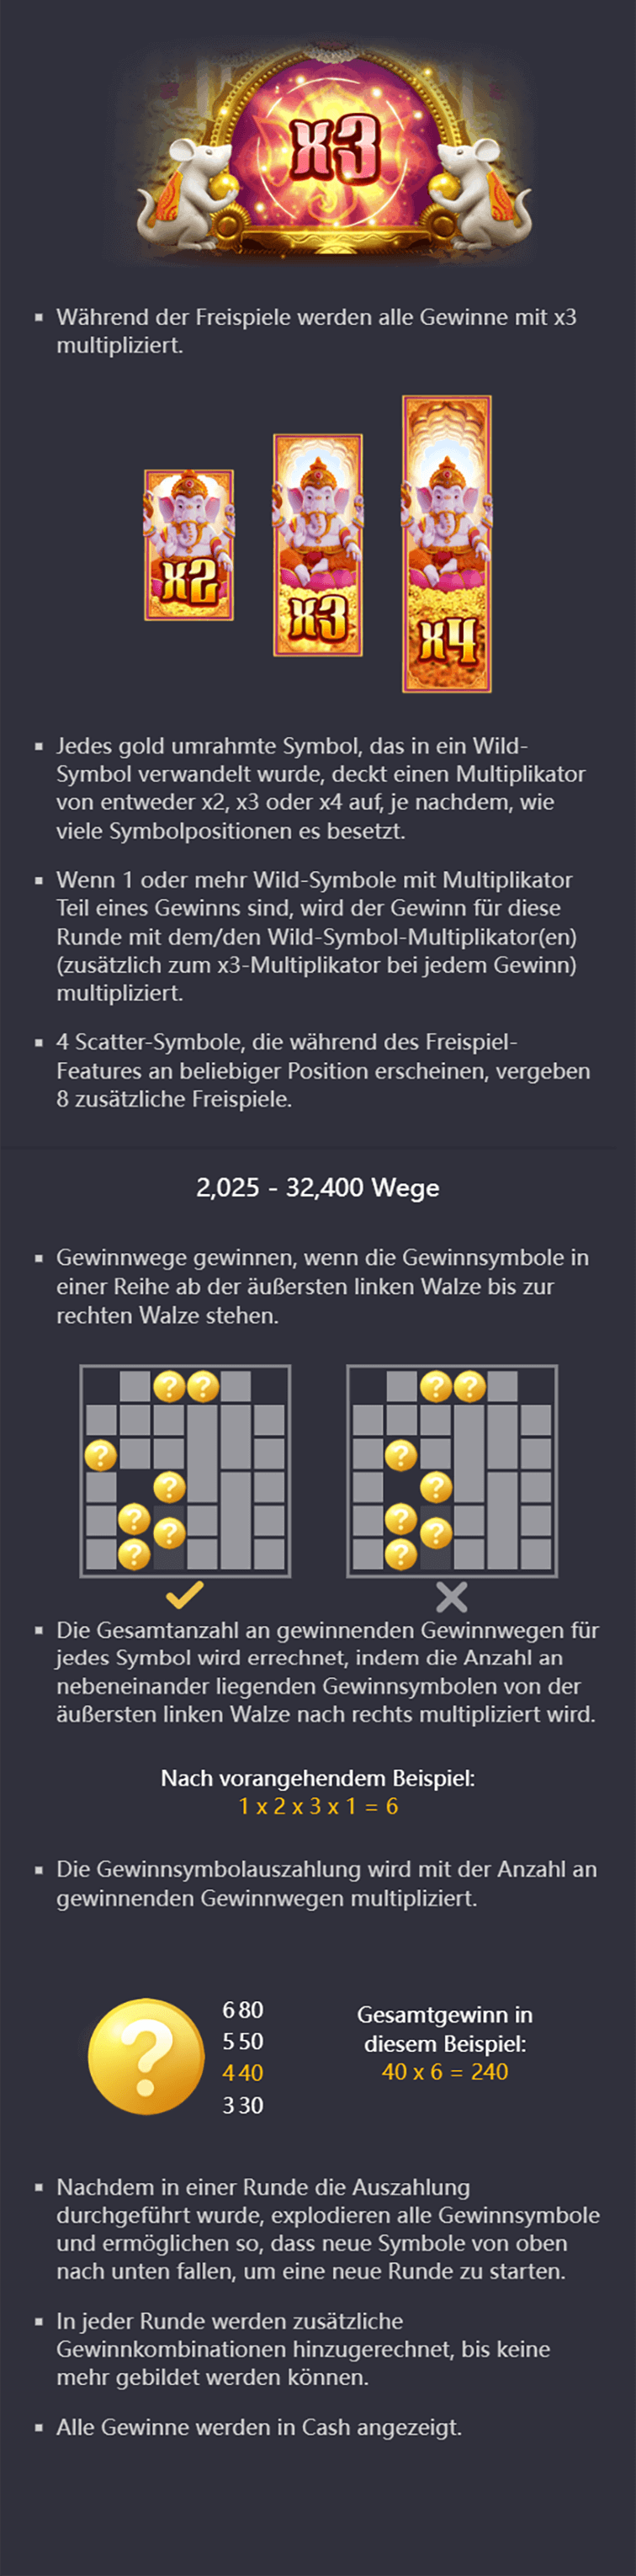 x3
Während der Freispiele werden alle Gewinne mit x3
multipliziert.
x2
x3
x4
Jedes gold umrahmte Symbol, das in ein Wild-
Symbol verwandelt wurde, deckt einen Multiplikator
von entweder x2, x3 oder x4 auf, je nachdem, wie
viele Symbolpositionen es besetzt.
Wenn 1 oder mehr Wild-Symbole mit Multiplikator
Teil eines Gewinns sind, wird der Gewinn für diese
Runde mit dem/den Wild-Symbol-Multiplikator(en)
(zusätzlich zum x3-Multiplikator bei jedem Gewinn)
multipliziert.
4 Scatter-Symbole, die während des Freispiel-
Features an beliebiger Position erscheinen, vergeben
8 zusätzliche Freispiele.
2,025 - 32,400 Wege
Gewinnwege gewinnen, wenn die Gewinnsymbole in
einer Reihe ab der äußersten linken Walze bis zur
rechten Walze stehen.
? ? ? ?
? ? ?
? ? ? ?
? ? ?
Die Gesamtanzahl an gewinnenden Gewinnwegen für
jedes Symbol wird errechnet, indem die Anzahl an
nebeneinander liegenden Gewinnsymbolen von der
äußersten linken Walze nach rechts multipliziert wird.
Nach vorangehendem Beispiel:
1 x 2 x 3 x 1 = 6
Die Gewinnsymbolauszahlung wird mit der Anzahl an
gewinnenden Gewinnwegen multipliziert.
?
6 80
5 50
4 40
3 30
Gesamtgewinn in
diesem Beispiel:
40 x 6 = 240
Nachdem in einer Runde die Auszahlung
durchgeführt wurde, explodieren alle Gewinnsymbole
und ermöglichen so, dass neue Symbole von oben
nach unten fallen, um eine neue Runde zu starten.
In jeder Runde werden zusätzliche
Gewinnkombinationen hinzugerechnet, bis keine
mehr gebildet werden können.
Alle Gewinne werden in Cash angezeigt.